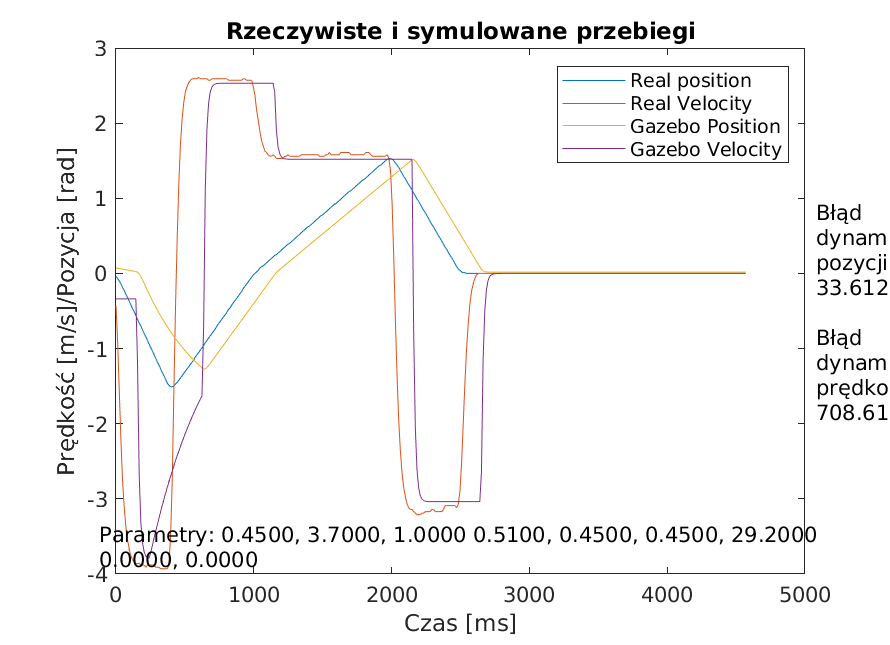 Rzeczywiste i symulowane przebiegi
3
2
1
0
-1
-2
-3
-4
0
1000
2000
3000
4000
5000
Prędkość [m/s]/Pozycja [rad]
Czas [ms]
Real position
Real Velocity
Gazebo Position
Gazebo Velocity
Błąd
dynam
pozycji
33.612
Błąd
dynam
prędko
708.61
Parametry: 0.4500, 3.7000, 1.0000 0.5100, 0.4500, 0.4500, 29.2000
0.0000, 0.0000